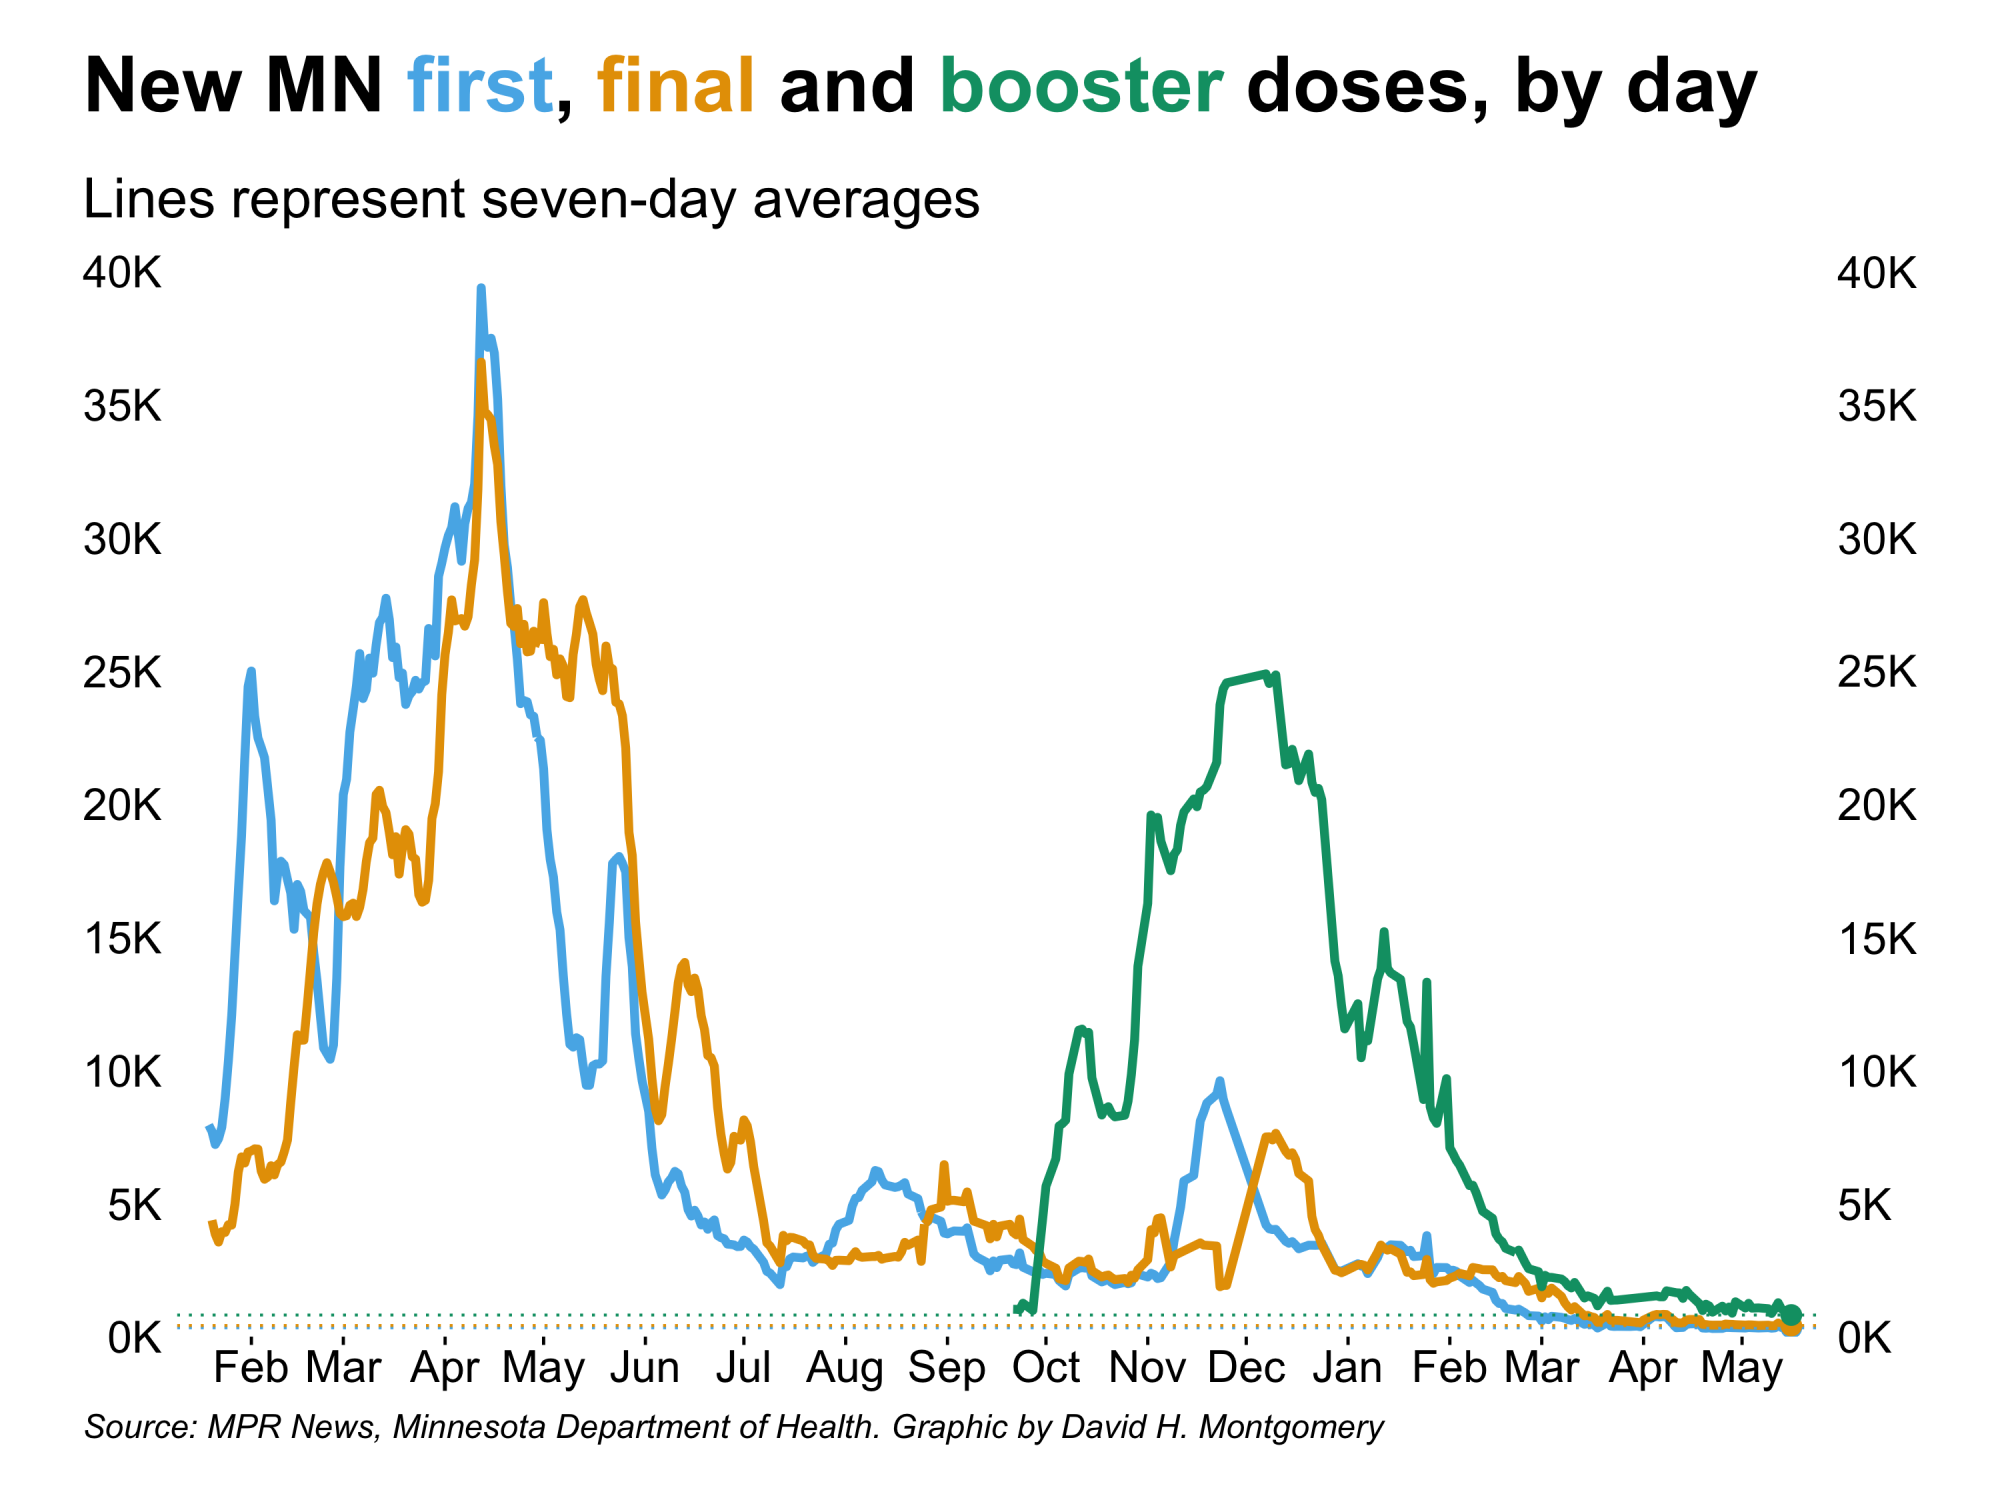 New MN first, final and booster doses, by day
Lines represent seven-day averages
40K 40K
35K 35K
30K 30K
25K 25K
20K 20K
15K 15K
10K 10K
5K 5K
0K 0K
Feb Mar Apr May Jun Jul Aug Sep Oct Nov Dec Jan Feb Mar Apr May
Source: MPR News, Minnesota Department of Health. Graphic by David H. Montgomery